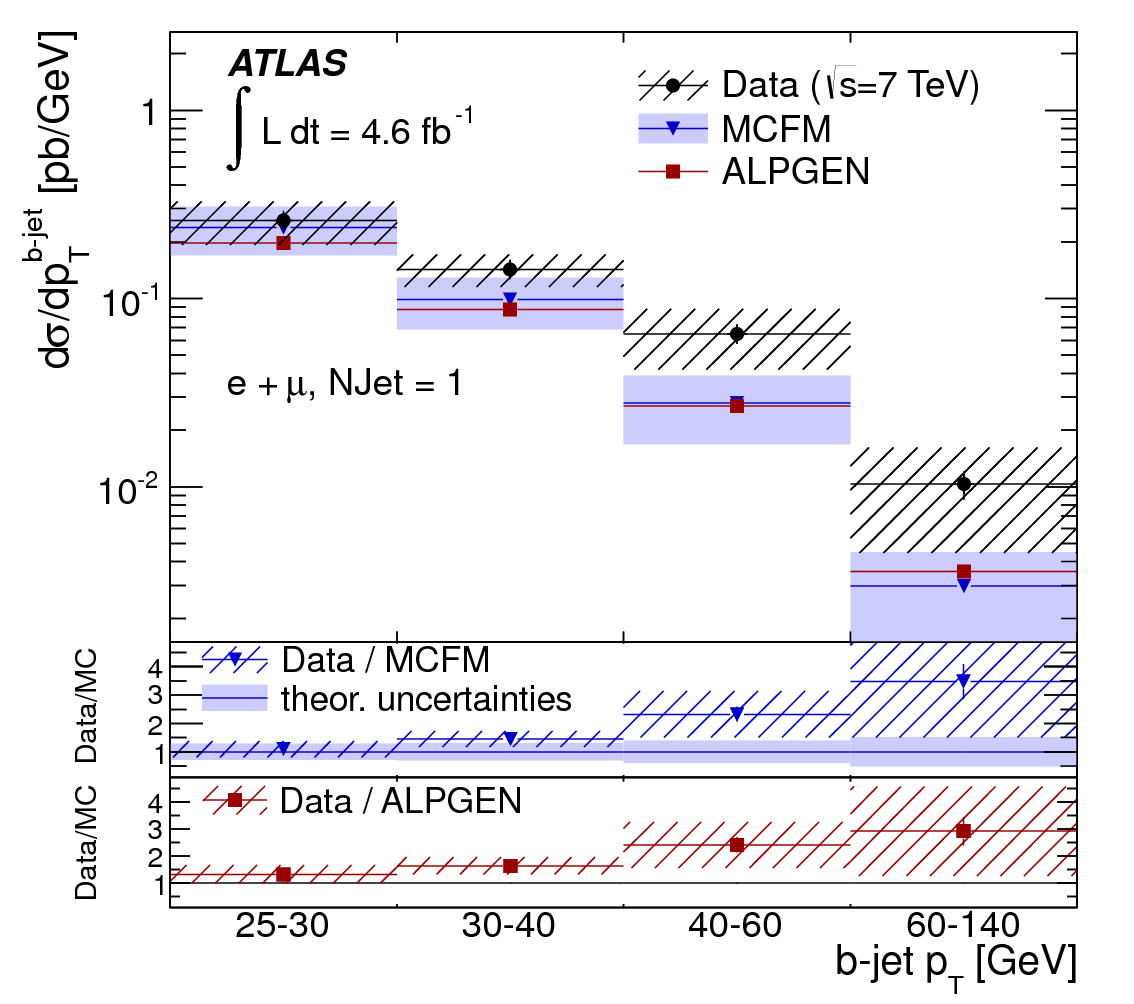 ATLAS
∫ L dt = 4.6 fb⁻¹
Data (√s=7 TeV)
MCFM
ALPGEN
dσ/dp_T^{b-jet} [pb/GeV]
1
10⁻¹
e + μ, NJet = 1
10⁻²
Data/MC
4
3
2
1
Data / MCFM
theor. uncertainties
Data/MC
4
3
2
1
Data / ALPGEN
25-30 30-40 40-60 60-140
b-jet p_T [GeV]